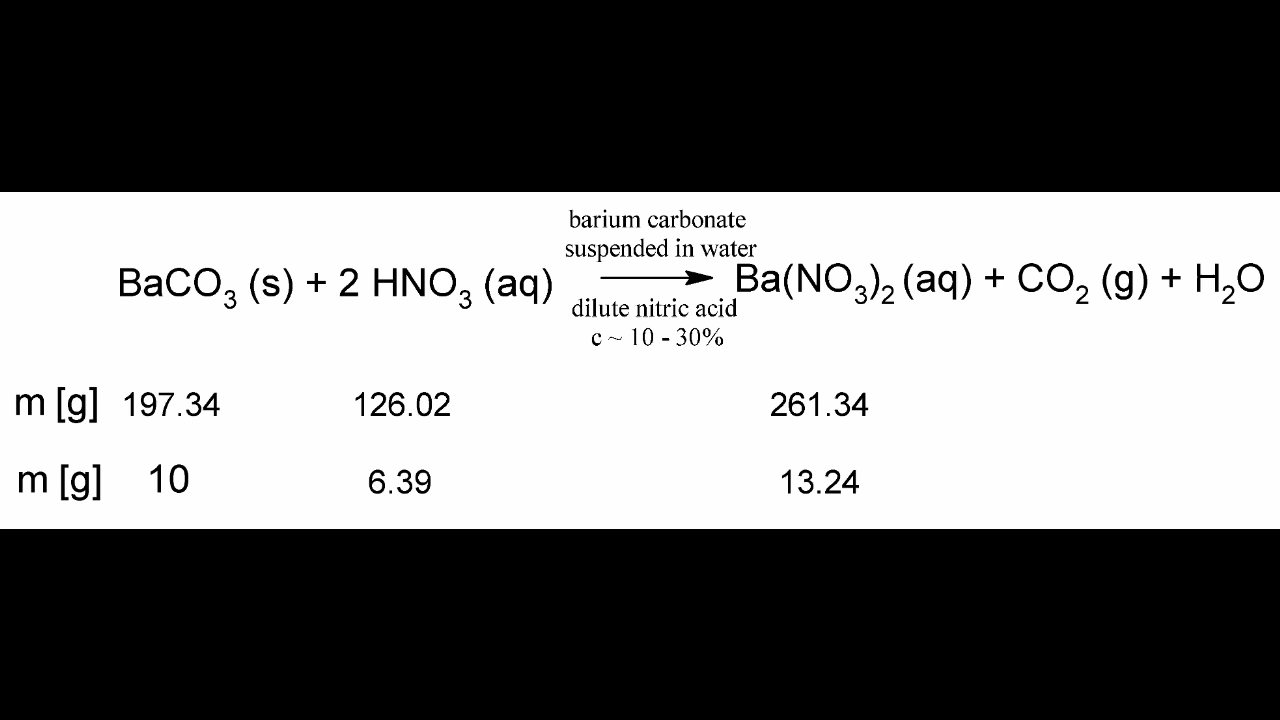 barium carbonate
suspended in water
BaCO₃ (s) + 2 HNO₃ (aq) → Ba(NO₃)₂ (aq) + CO₂ (g) + H₂O
dilute nitric acid
c ~ 10 - 30%
m [g] 197.34 126.02 261.34
m [g] 10 6.39 13.24